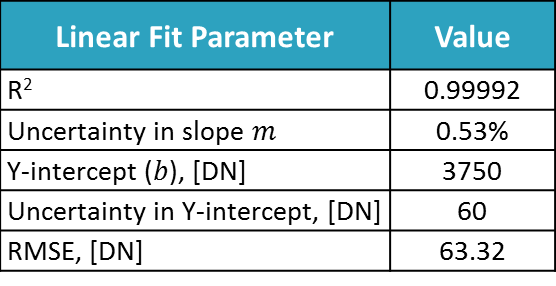 Linear Fit Parameter Value
R² 0.99992
Uncertainty in slope m 0.53%
Y-intercept (b), [DN] 3750
Uncertainty in Y-intercept, [DN] 60
RMSE, [DN] 63.32